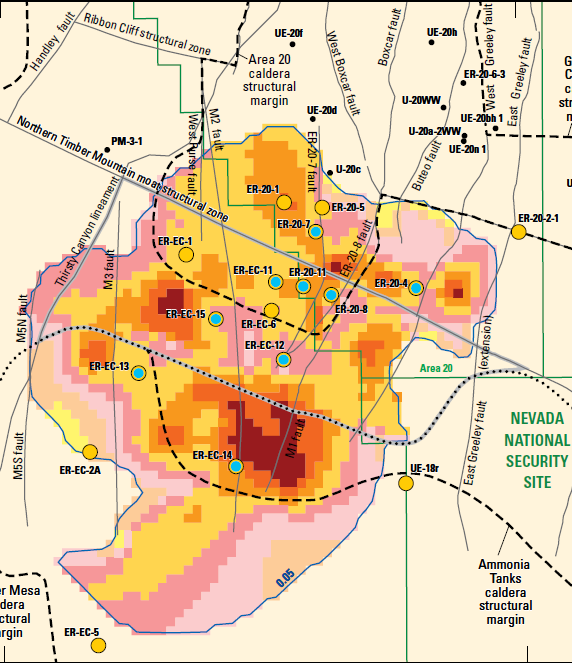 Ribbon Cliff structural zone
Handley fault
UE-20f
Area 20
caldera
structural
margin
West Boxcar fault
Boxcar fault
UE-20h
West Greeley fault
East Greeley fault
ER-20-6-3
U-20WW
UE-20bh 1
U-20a-2WW
UE-20n 1
UE-20d
U-20c
M2 fault
West Purse fault
ER-20-7 fault
Buteo fault
PM-3-1
Northern Timber Mountain moat structural zone
Thirsty Canyon lineament
ER-20-1
ER-20-5
ER-20-7
ER-20-8 fault
ER-20-2-1
ER-EC-1
M3 fault
ER-EC-11
ER-20-11
ER-20-4
ER-20-8
ER-EC-15
ER-EC-6
M5N fault
ER-EC-12
(extension)
ER-EC-13
Area 20
NEVADA
NATIONAL
SECURITY
SITE
M1 fault
East Greeley fault
M5S fault
ER-EC-14
ER-EC-2A
UE-18r
Ammonia
Tanks
caldera
structural
margin
0.05
er Mesa
dera
ctural
rgin
ER-EC-5